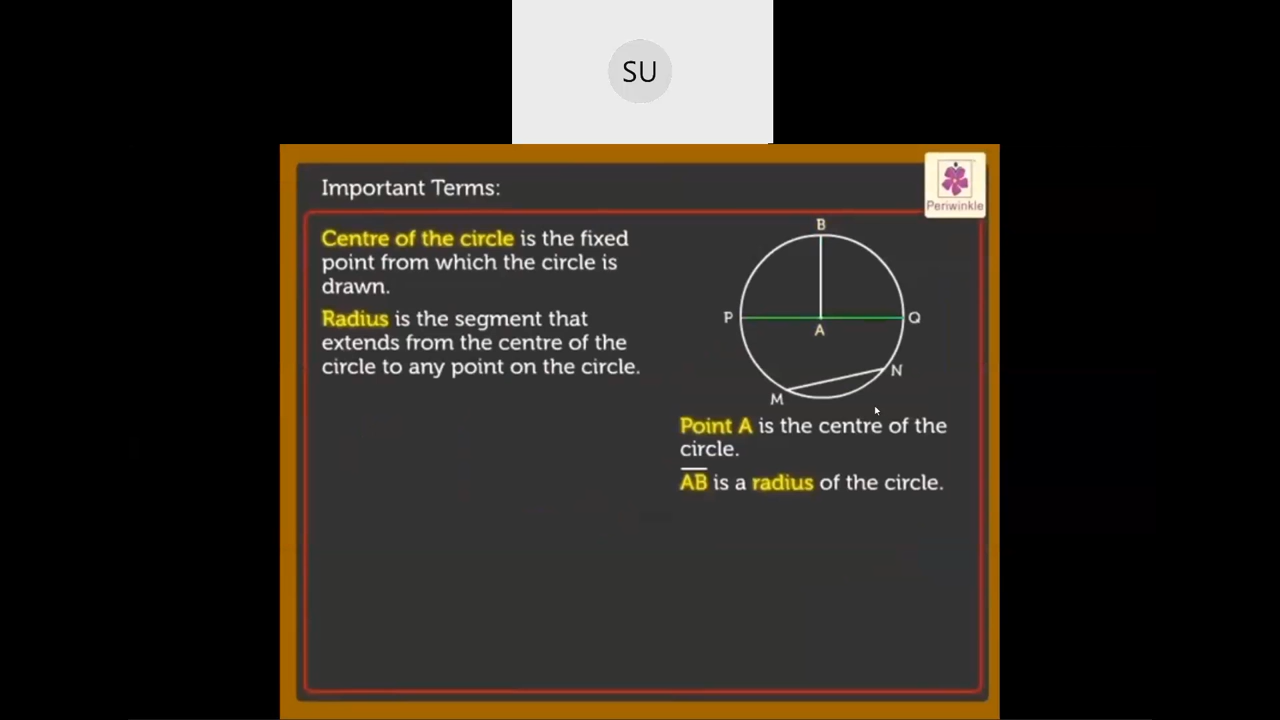 SU
Important Terms:
Periwinkle
Centre of the circle is the fixed
point from which the circle is
drawn.
Radius is the segment that
extends from the centre of the
circle to any point on the circle.
B
P
A
Q
N
M
Point A is the centre of the
circle.
AB is a radius of the circle.